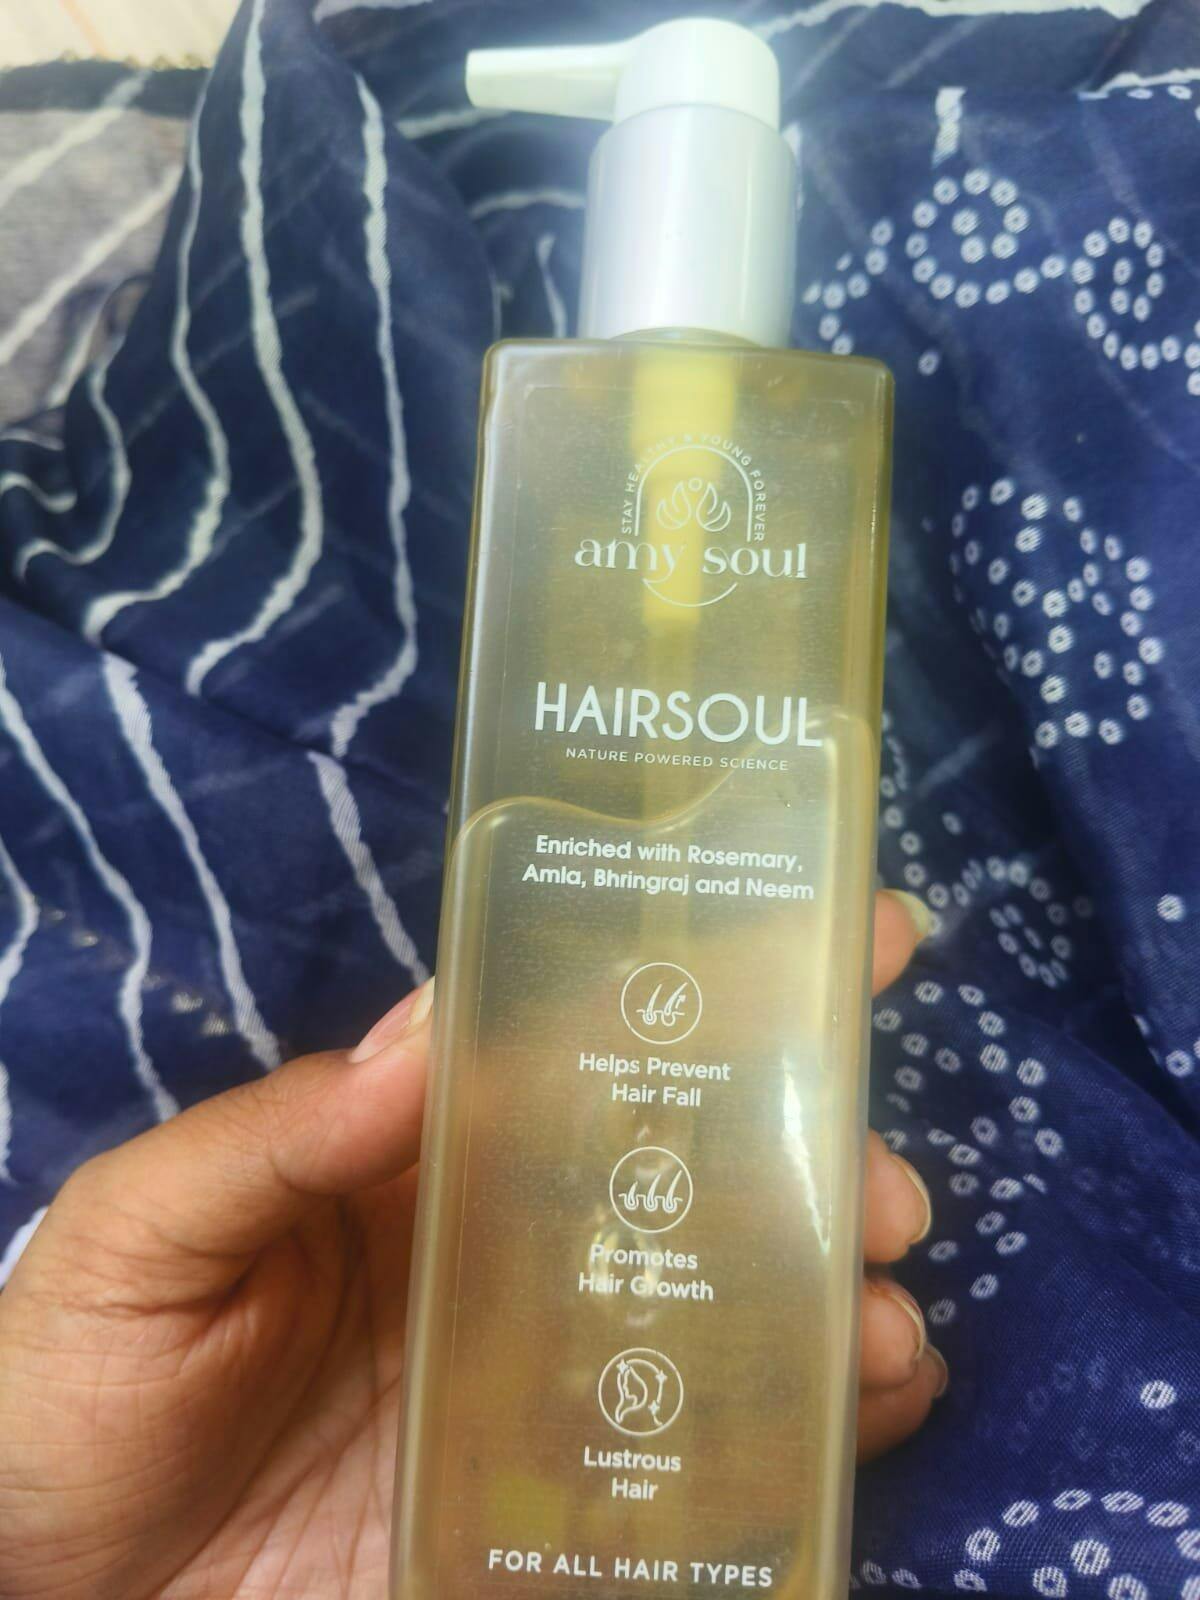 STAY HEALTHY & YOUNG FOREVER
amy soul
HAIRSOUL
NATURE POWERED SCIENCE
Enriched with Rosemary,
Amla, Bhringraj and Neem
Helps Prevent
Hair Fall
Promotes
Hair Growth
Lustrous
Hair
FOR ALL HAIR TYPES